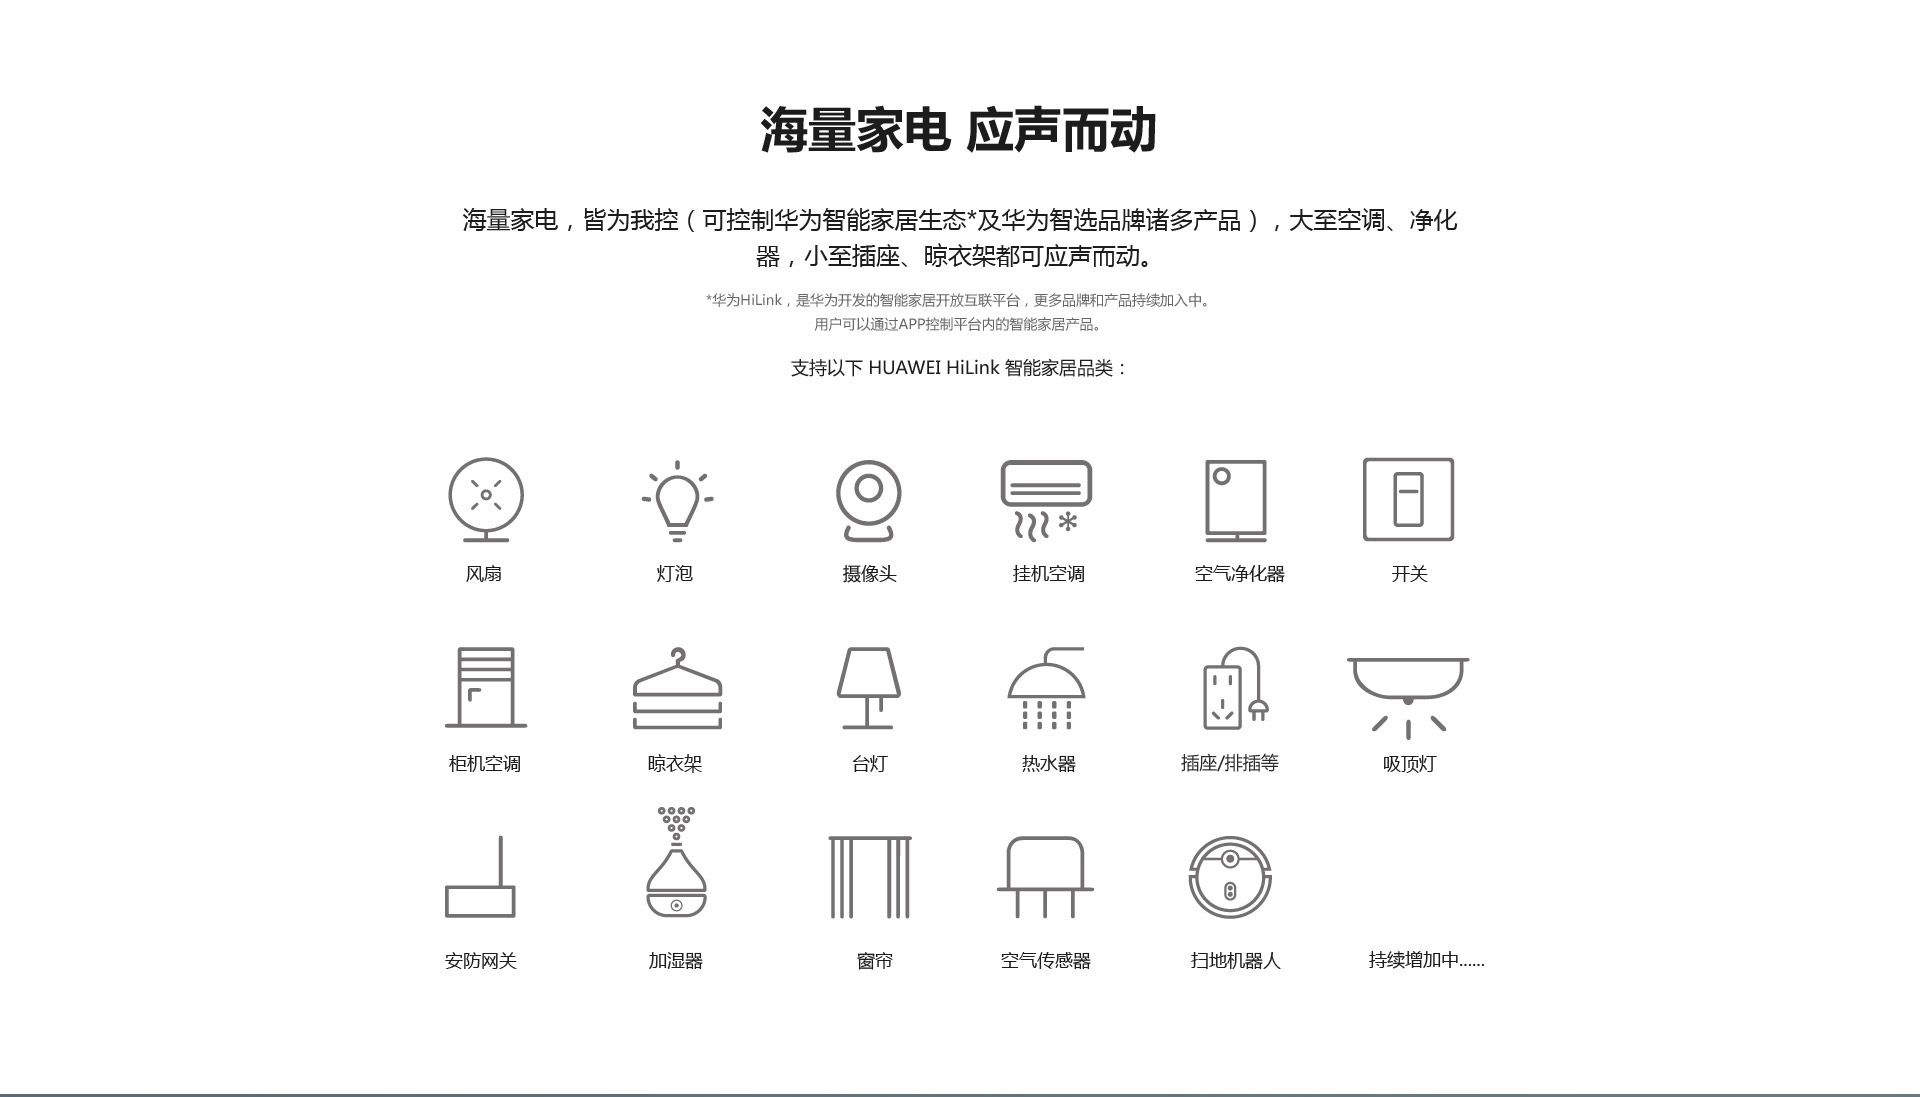 海量家电 应声而动
海量家电，皆为我控（可控制华为智能家居生态*及华为智选品牌诸多产品），大至空调、净化
器，小至插座、晾衣架都可应声而动。
*华为HiLink，是华为开发的智能家居开放互联平台，更多品牌和产品持续加入中。
用户可以通过APP控制平台内的智能家居产品。
支持以下 HUAWEI HiLink 智能家居品类：
风扇
灯泡
摄像头
挂机空调
空气净化器
开关
柜机空调
晾衣架
台灯
热水器
插座/排插等
吸顶灯
安防网关
加湿器
窗帘
空气传感器
扫地机器人
持续增加中......